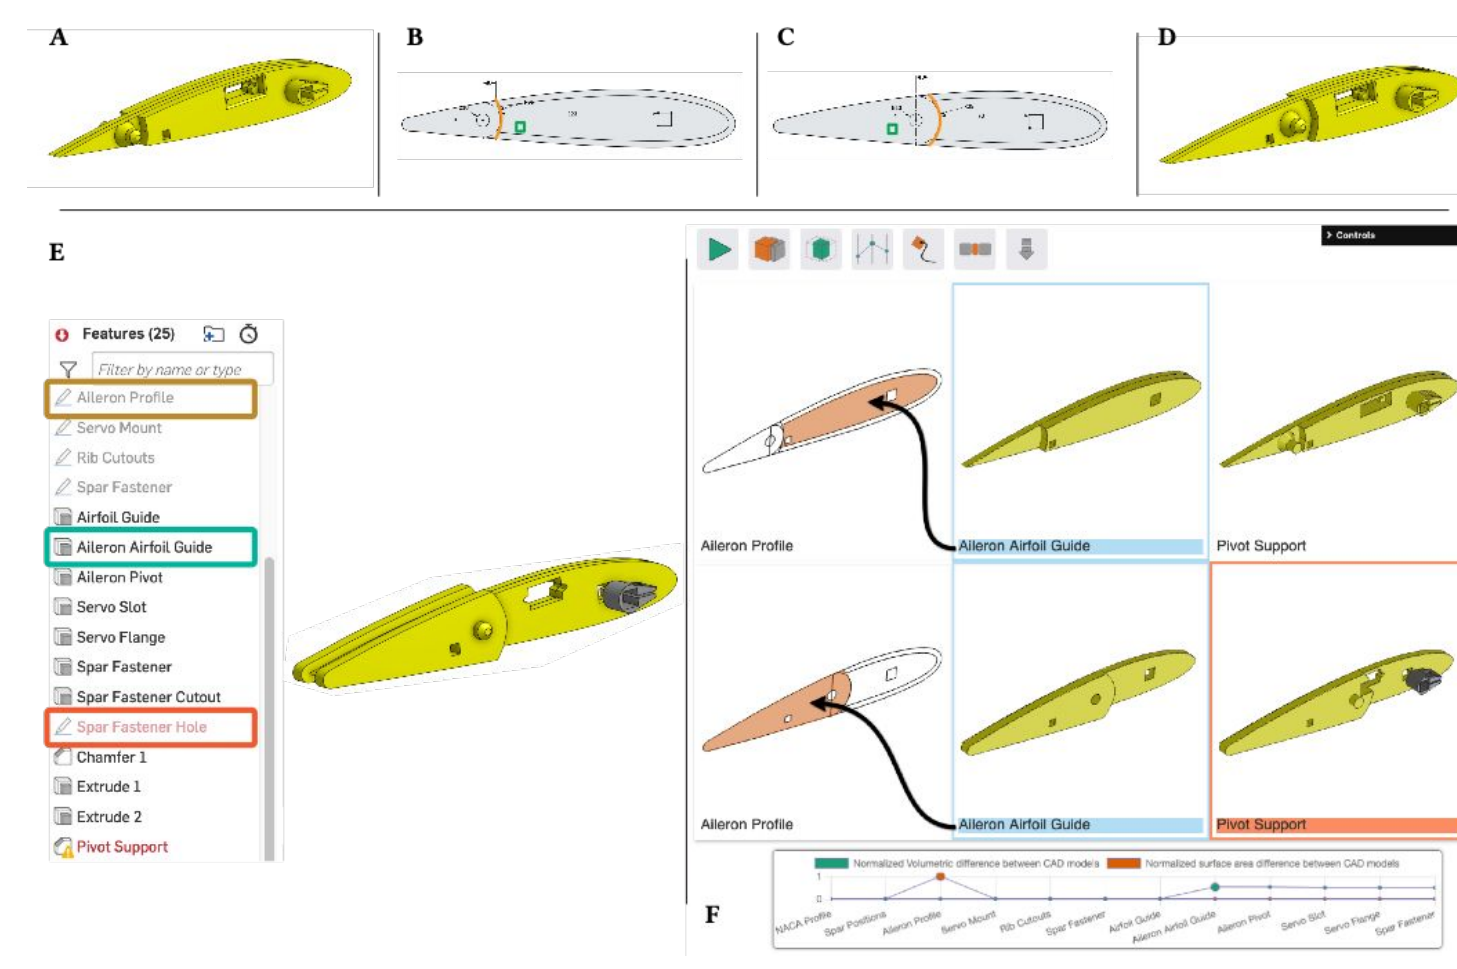 A
B
C
D
E
Features (25)
Filter by name or type
Aileron Profile
Servo Mount
Rib Cutouts
Spar Fastener
Airfoil Guide
Aileron Airfoil Guide
Aileron Pivot
Servo Slot
Servo Flange
Spar Fastener
Spar Fastener Cutout
Spar Fastener Hole
Chamfer 1
Extrude 1
Extrude 2
Pivot Support
> Controls
Aileron Profile
Aileron Airfoil Guide
Pivot Support
Aileron Profile
Aileron Airfoil Guide
Pivot Support
F
Normalized Volumetric difference between CAD models
Normalized surface area difference between CAD models
1
0
NACA Profile
Spar Positions
Aileron Profile
Servo Mount
Rib Cutouts
Spar Fastener
Airfoil Guide
Aileron Airfoil Guide
Aileron Pivot
Servo Slot
Servo Flange
Spar Fastener